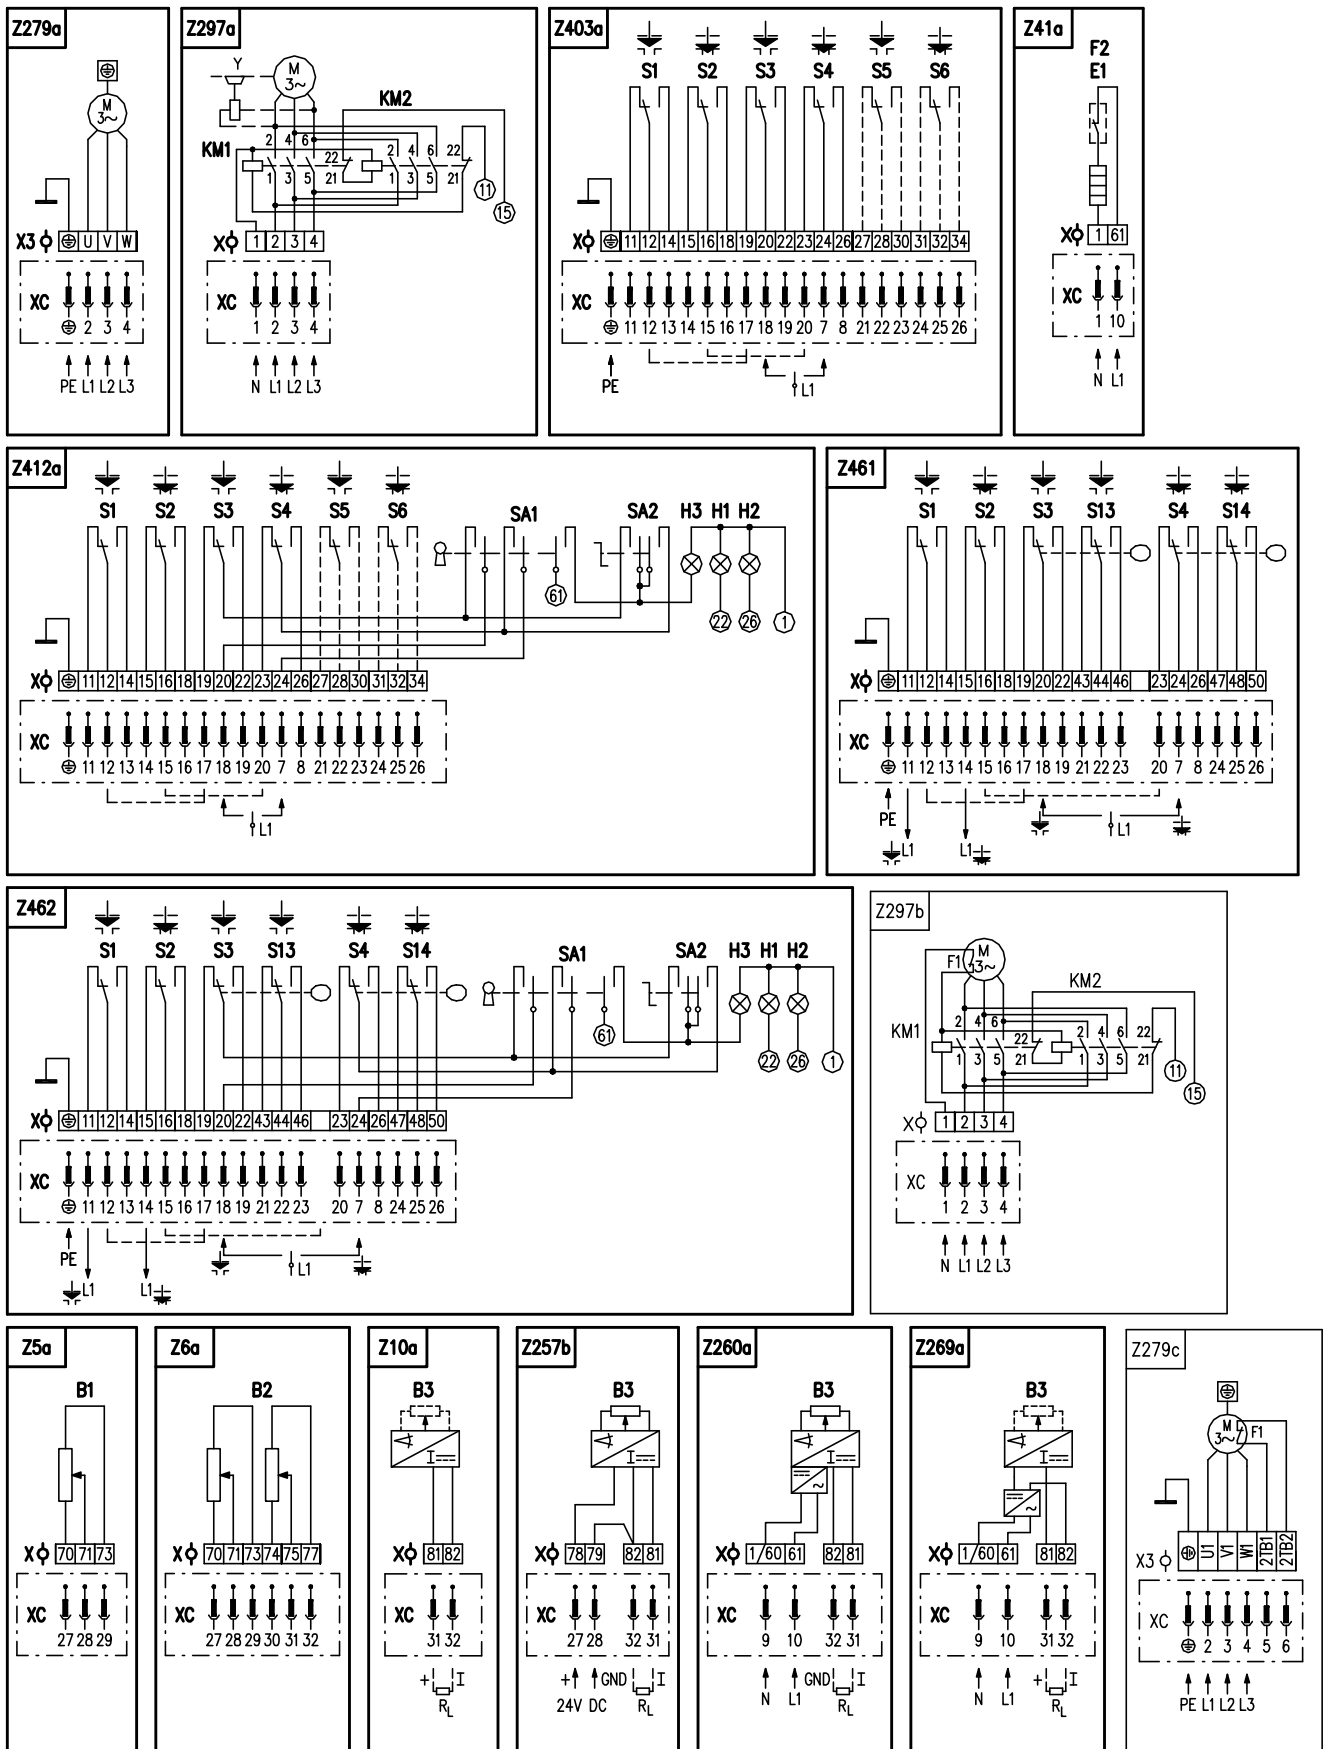 Z279a
M
3~
X3 U V W
XC
2 3 4
PE L1 L2 L3
Z297a
Y M
3~
KM2
KM1 2 4 6 22 2 4 6 22
1 3 5 21 1 3 5 21
11
15
X 1 2 3 4
XC
1 2 3 4
N L1 L2 L3
Z403a
S1 S2 S3 S4 S5 S6
X 11 12 14 15 16 18 19 20 22 23 24 26 27 28 30 31 32 34
XC
11 12 13 14 15 16 17 18 19 20 7 8 21 22 23 24 25 26
PE L1
Z41a
F2
E1
X 1 61
XC
1 10
N L1
Z412a
S1 S2 S3 S4 S5 S6 SA1 SA2 H3 H1 H2
61 22 26 1
X 11 12 14 15 16 18 19 20 22 23 24 26 27 28 30 31 32 34
XC
11 12 13 14 15 16 17 18 19 20 7 8 21 22 23 24 25 26
L1
Z461
S1 S2 S3 S13 S4 S14
X 11 12 14 15 16 18 19 20 22 43 44 46 23 24 26 47 48 50
XC
11 12 13 14 15 16 17 18 19 21 22 23 20 7 8 24 25 26
PE
L1 L1 L1
Z462
S1 S2 S3 S13 S4 S14 SA1 SA2 H3 H1 H2
61 22 26 1
X 11 12 14 15 16 18 19 20 22 43 44 46 23 24 26 47 48 50
XC
11 12 13 14 15 16 17 18 19 21 22 23 20 7 8 24 25 26
PE
L1 L1 L1
Z297b
F1 M
3~
KM2
KM1 2 4 6 22 2 4 6 22
1 3 5 21 1 3 5 21
11
15
X 1 2 3 4
XC
1 2 3 4
N L1 L2 L3
Z5a
B1
X 70 71 73
XC
27 28 29
Z6a
B2
X 70 71 73 74 75 77
XC
27 28 29 30 31 32
Z10a
B3
I
X 81 82
XC
31 32
+ I
RL
Z257b
B3
I
X 78 79 82 81
XC
27 28 32 31
+ GND I
24V DC RL
Z260a
B3
I
~
X 1/60 61 82 81
XC
9 10 32 31
GND I
N L1 RL
Z269a
B3
I
~
X 1/60 61 81 82
XC
9 10 31 32
+ I
N L1 RL
Z279c
M
3~ F1
X3 U1 V1 W1 2TB1 2TB2
XC
2 3 4 5 6
PE L1 L2 L3